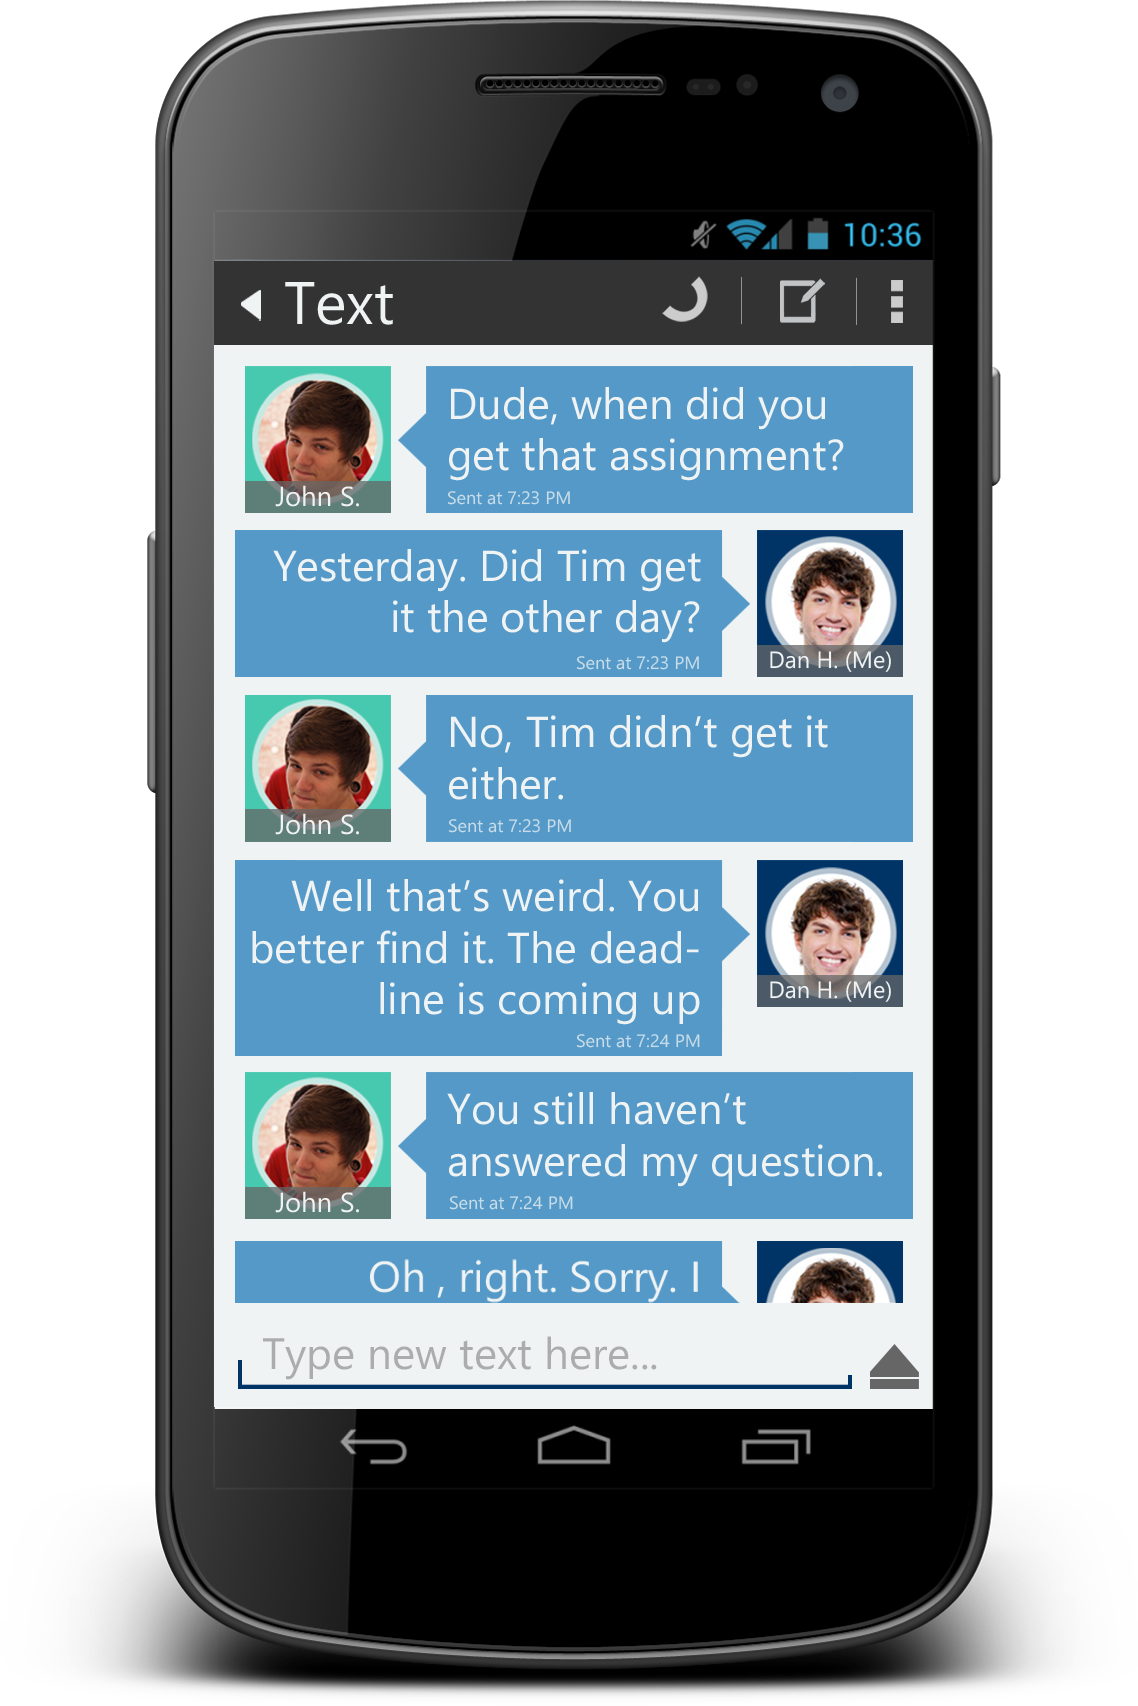 10:36
Text
Dude, when did you
get that assignment?
Sent at 7:23 PM
John S.
Yesterday. Did Tim get
it the other day?
Sent at 7:23 PM
Dan H. (Me)
No, Tim didn’t get it
either.
Sent at 7:23 PM
John S.
Well that’s weird. You
better find it. The dead-
line is coming up
Sent at 7:24 PM
Dan H. (Me)
You still haven’t
answered my question.
Sent at 7:24 PM
John S.
Oh , right. Sorry. I
Type new text here...